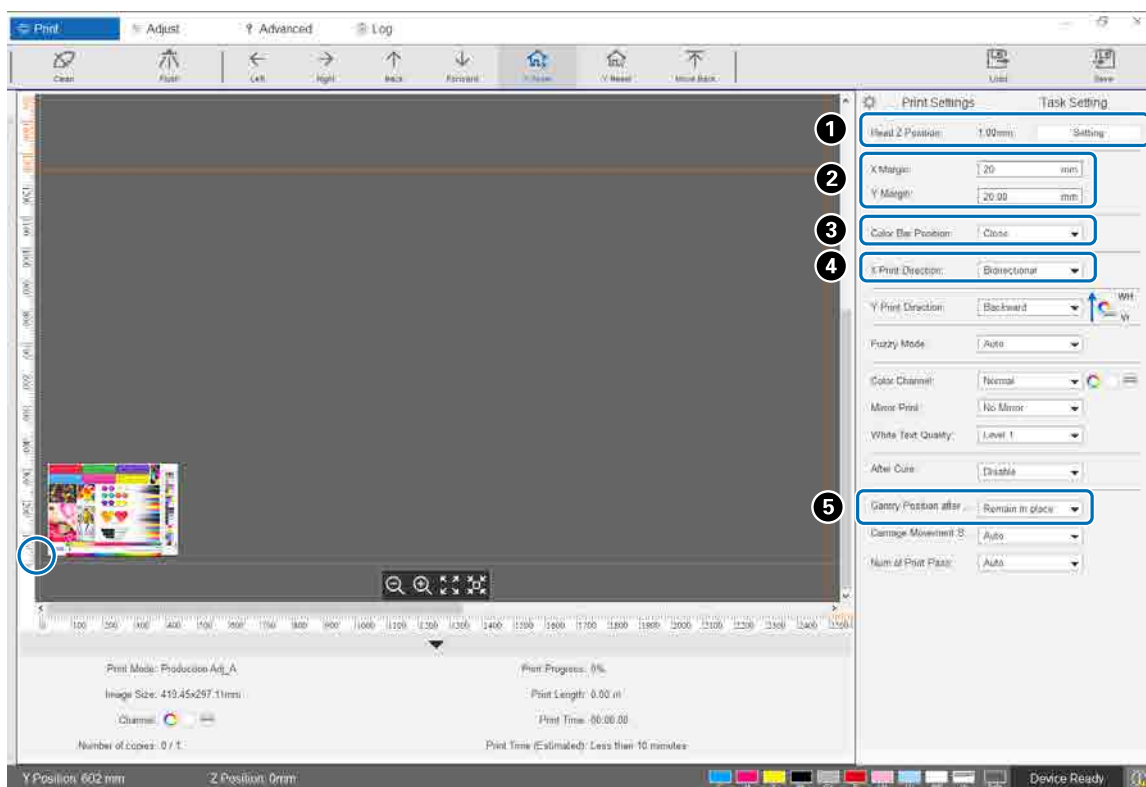 Print
Adjust
Advanced
Log
Clean
Flush
Left
Right
Back
Forward
Y Reset
Move Back
Load
Save
Print Settings
Task Setting
1
Head Z Position:
1.00mm
Setting
2
X Margin:
20
mm
Y Margin:
20.00
mm
3
Color Bar Position:
Close
4
X Print Direction:
Bidirectional
Y Print Direction:
Backward
WH
Fuzzy Mode
Auto
Color Channel:
Normal
Mirror Print
No Mirror
White Text Quality:
Level 1
After Cure
Disable
5
Gantry Position after
Remain in place
Carriage Movement S
Auto
Num of Print Pass:
Auto
Print Mode: Production Adj_A
Print Progress: 0%
Image Size: 419.45x297.11mm
Print Length: 0.00 m
Channel:
Print Time: 00:00:00
Number of copies: 0 / 1
Print Time (Estimated): Less than 10 minutes
Y Position: 602 mm
Z Position: 0mm
Device Ready